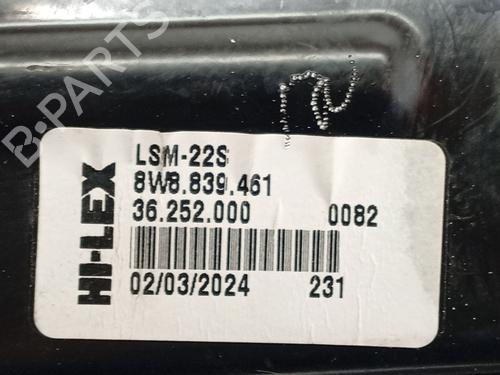 B-PARTS
HI-LEX
LSM-22S
8W8.839.461
36.252.000 0082
02/03/2024 231